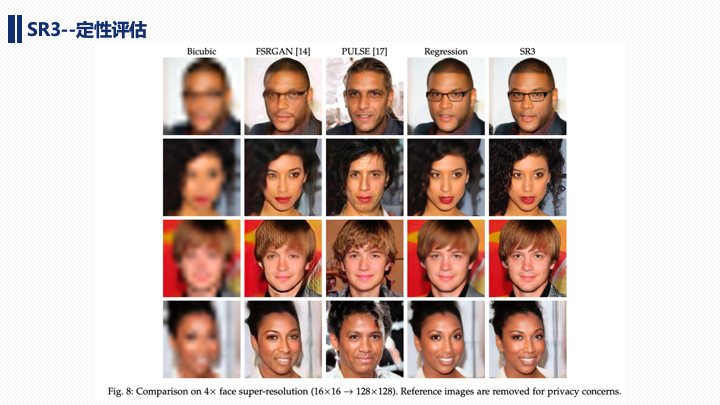 SR3--定性评估
Bicubic FSRGAN [14] PULSE [17] Regression SR3
Fig. 8: Comparison on 4× face super-resolution (16×16 → 128×128). Reference images are removed for privacy concerns.